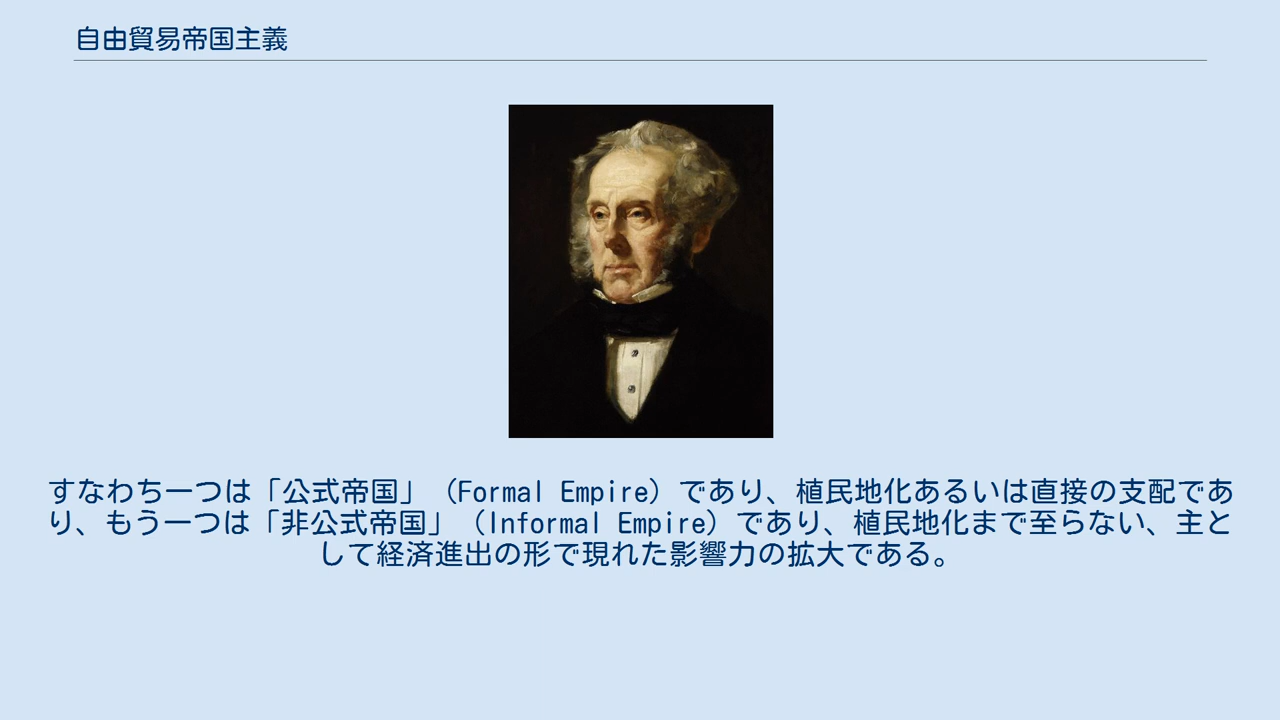 自由貿易帝国主義
すなわち一つは「公式帝国」（Formal Empire）であり、植民地化あるいは直接の支配であ
り、もう一つは「非公式帝国」（Informal Empire）であり、植民地化まで至らない、主と
して経済進出の形で現れた影響力の拡大である。